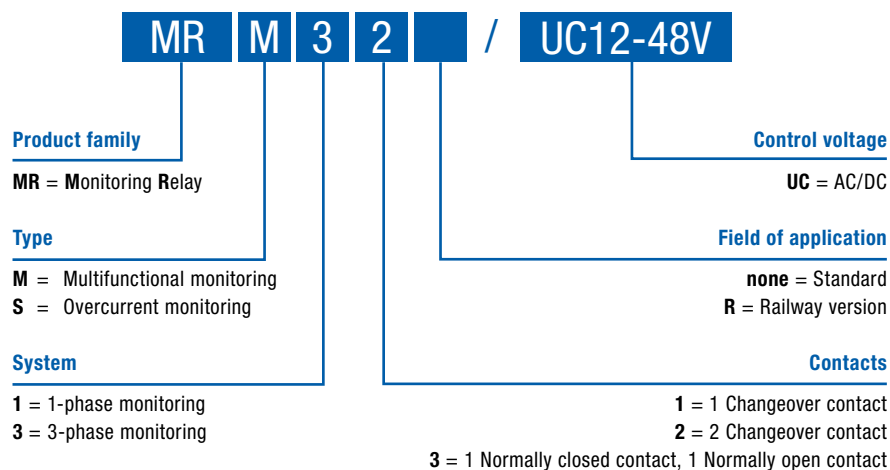 MR M 3 2 / UC12-48V
Product family
MR = Monitoring Relay
Control voltage
UC = AC/DC
Type
M = Multifunctional monitoring
S = Overcurrent monitoring
Field of application
none = Standard
R = Railway version
System
1 = 1-phase monitoring
3 = 3-phase monitoring
Contacts
1 = 1 Changeover contact
2 = 2 Changeover contact
3 = 1 Normally closed contact, 1 Normally open contact